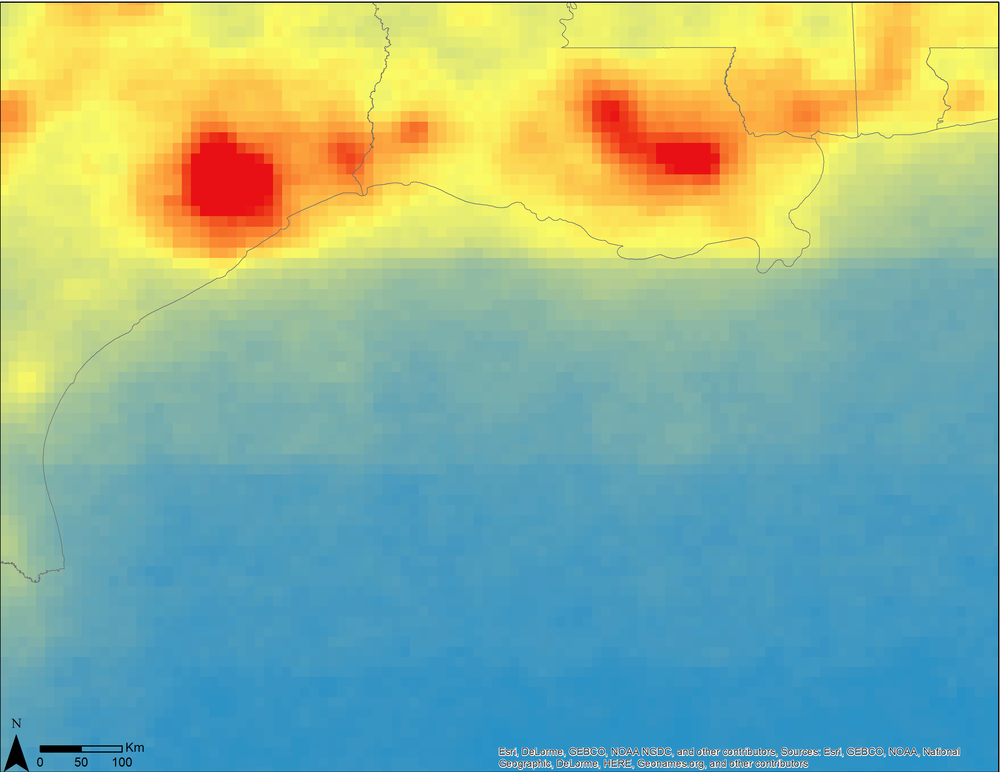 N
Km
0 50 100
Esri, DeLorme, GEBCO, NOAA NGDC, and other contributors, Sources: Esri, GEBCO, NOAA, National
Geographic, DeLorme, HERE, Geonames.org, and other contributors